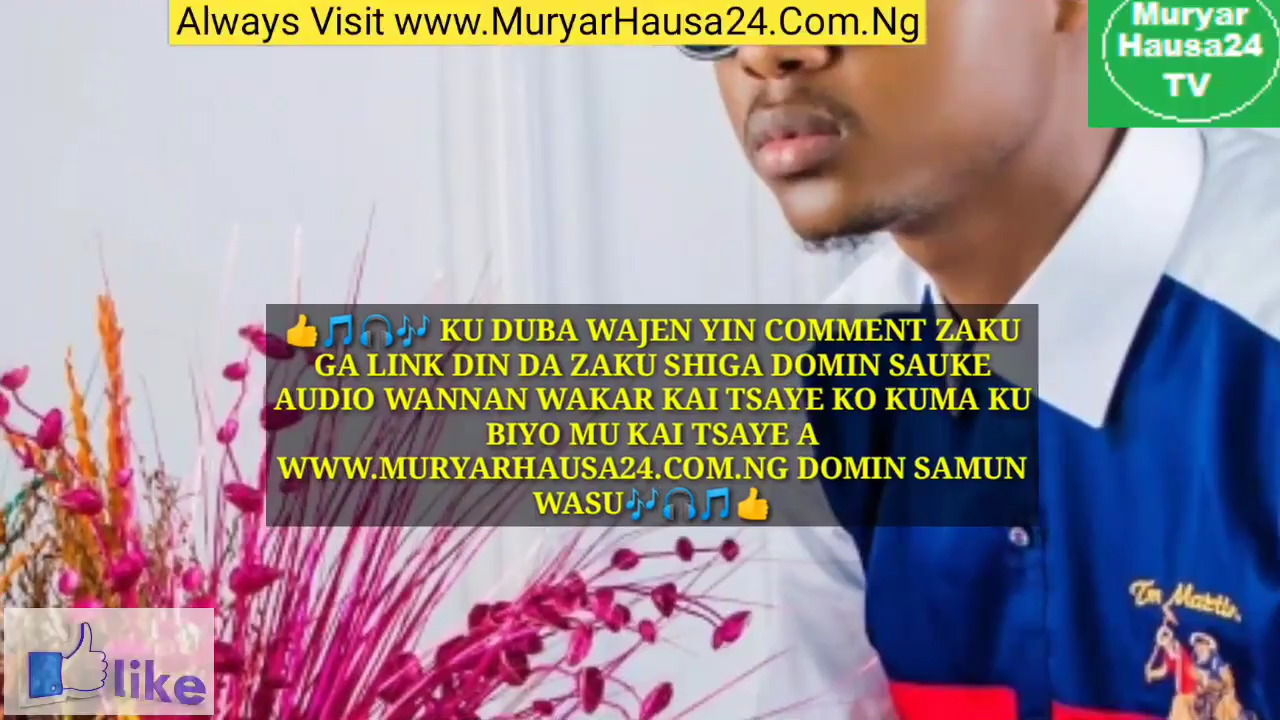 Always Visit www.MuryarHausa24.Com.Ng
Muryar
Hausa24
TV
👍🎵🎧🎶 KU DUBA WAJEN YIN COMMENT ZAKU
GA LINK DIN DA ZAKU SHIGA DOMIN SAUKE
AUDIO WANNAN WAKAR KAI TSAYE KO KUMA KU
BIYO MU KAI TSAYE A
WWW.MURYARHAUSA24.COM.NG DOMIN SAMUN
WASU🎶🎧🎵👍
Tm Martin.
like